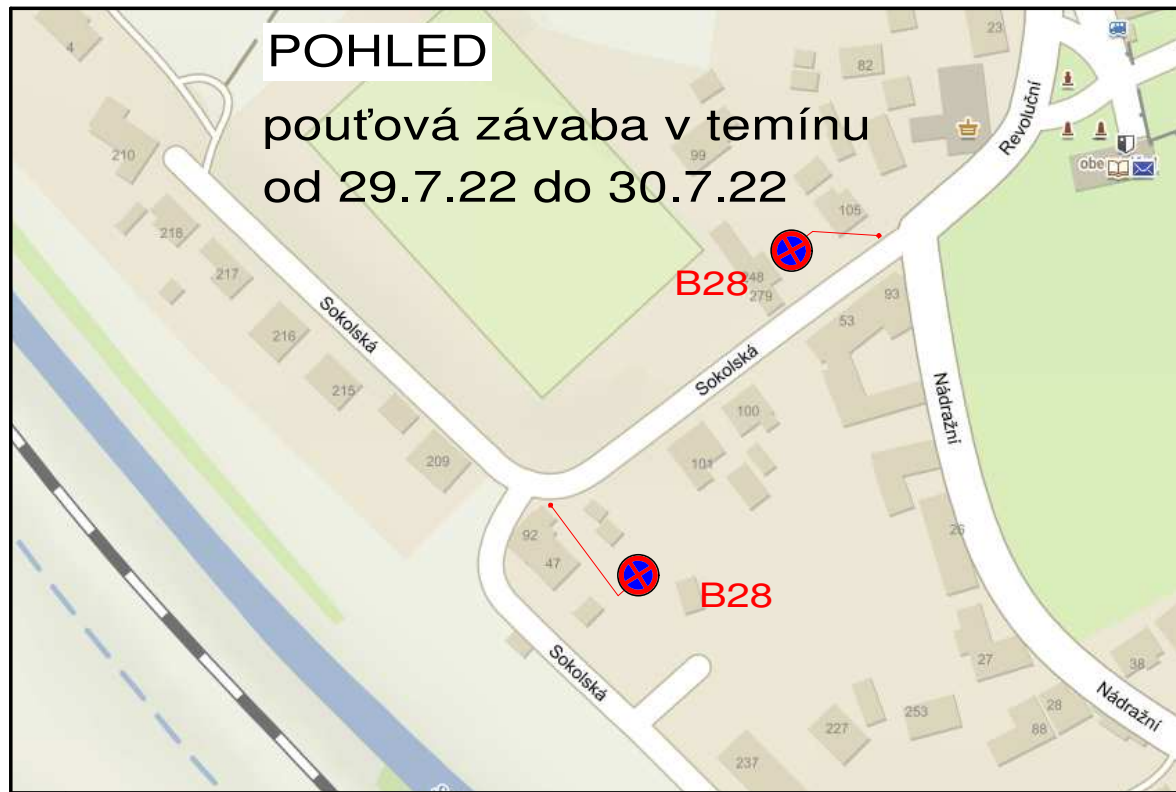 POHLED
pouťová závaba v temínu
od 29.7.22 do 30.7.22
4
23
82
Revoluční
210
99
obe
105
218
217
248
B28
279
93
53
Sokolská
216
Sokolská
215
Nádražní
100
209
101
92
26
47
B28
Sokolská
27
38
Nádražní
28
253
227
88
237